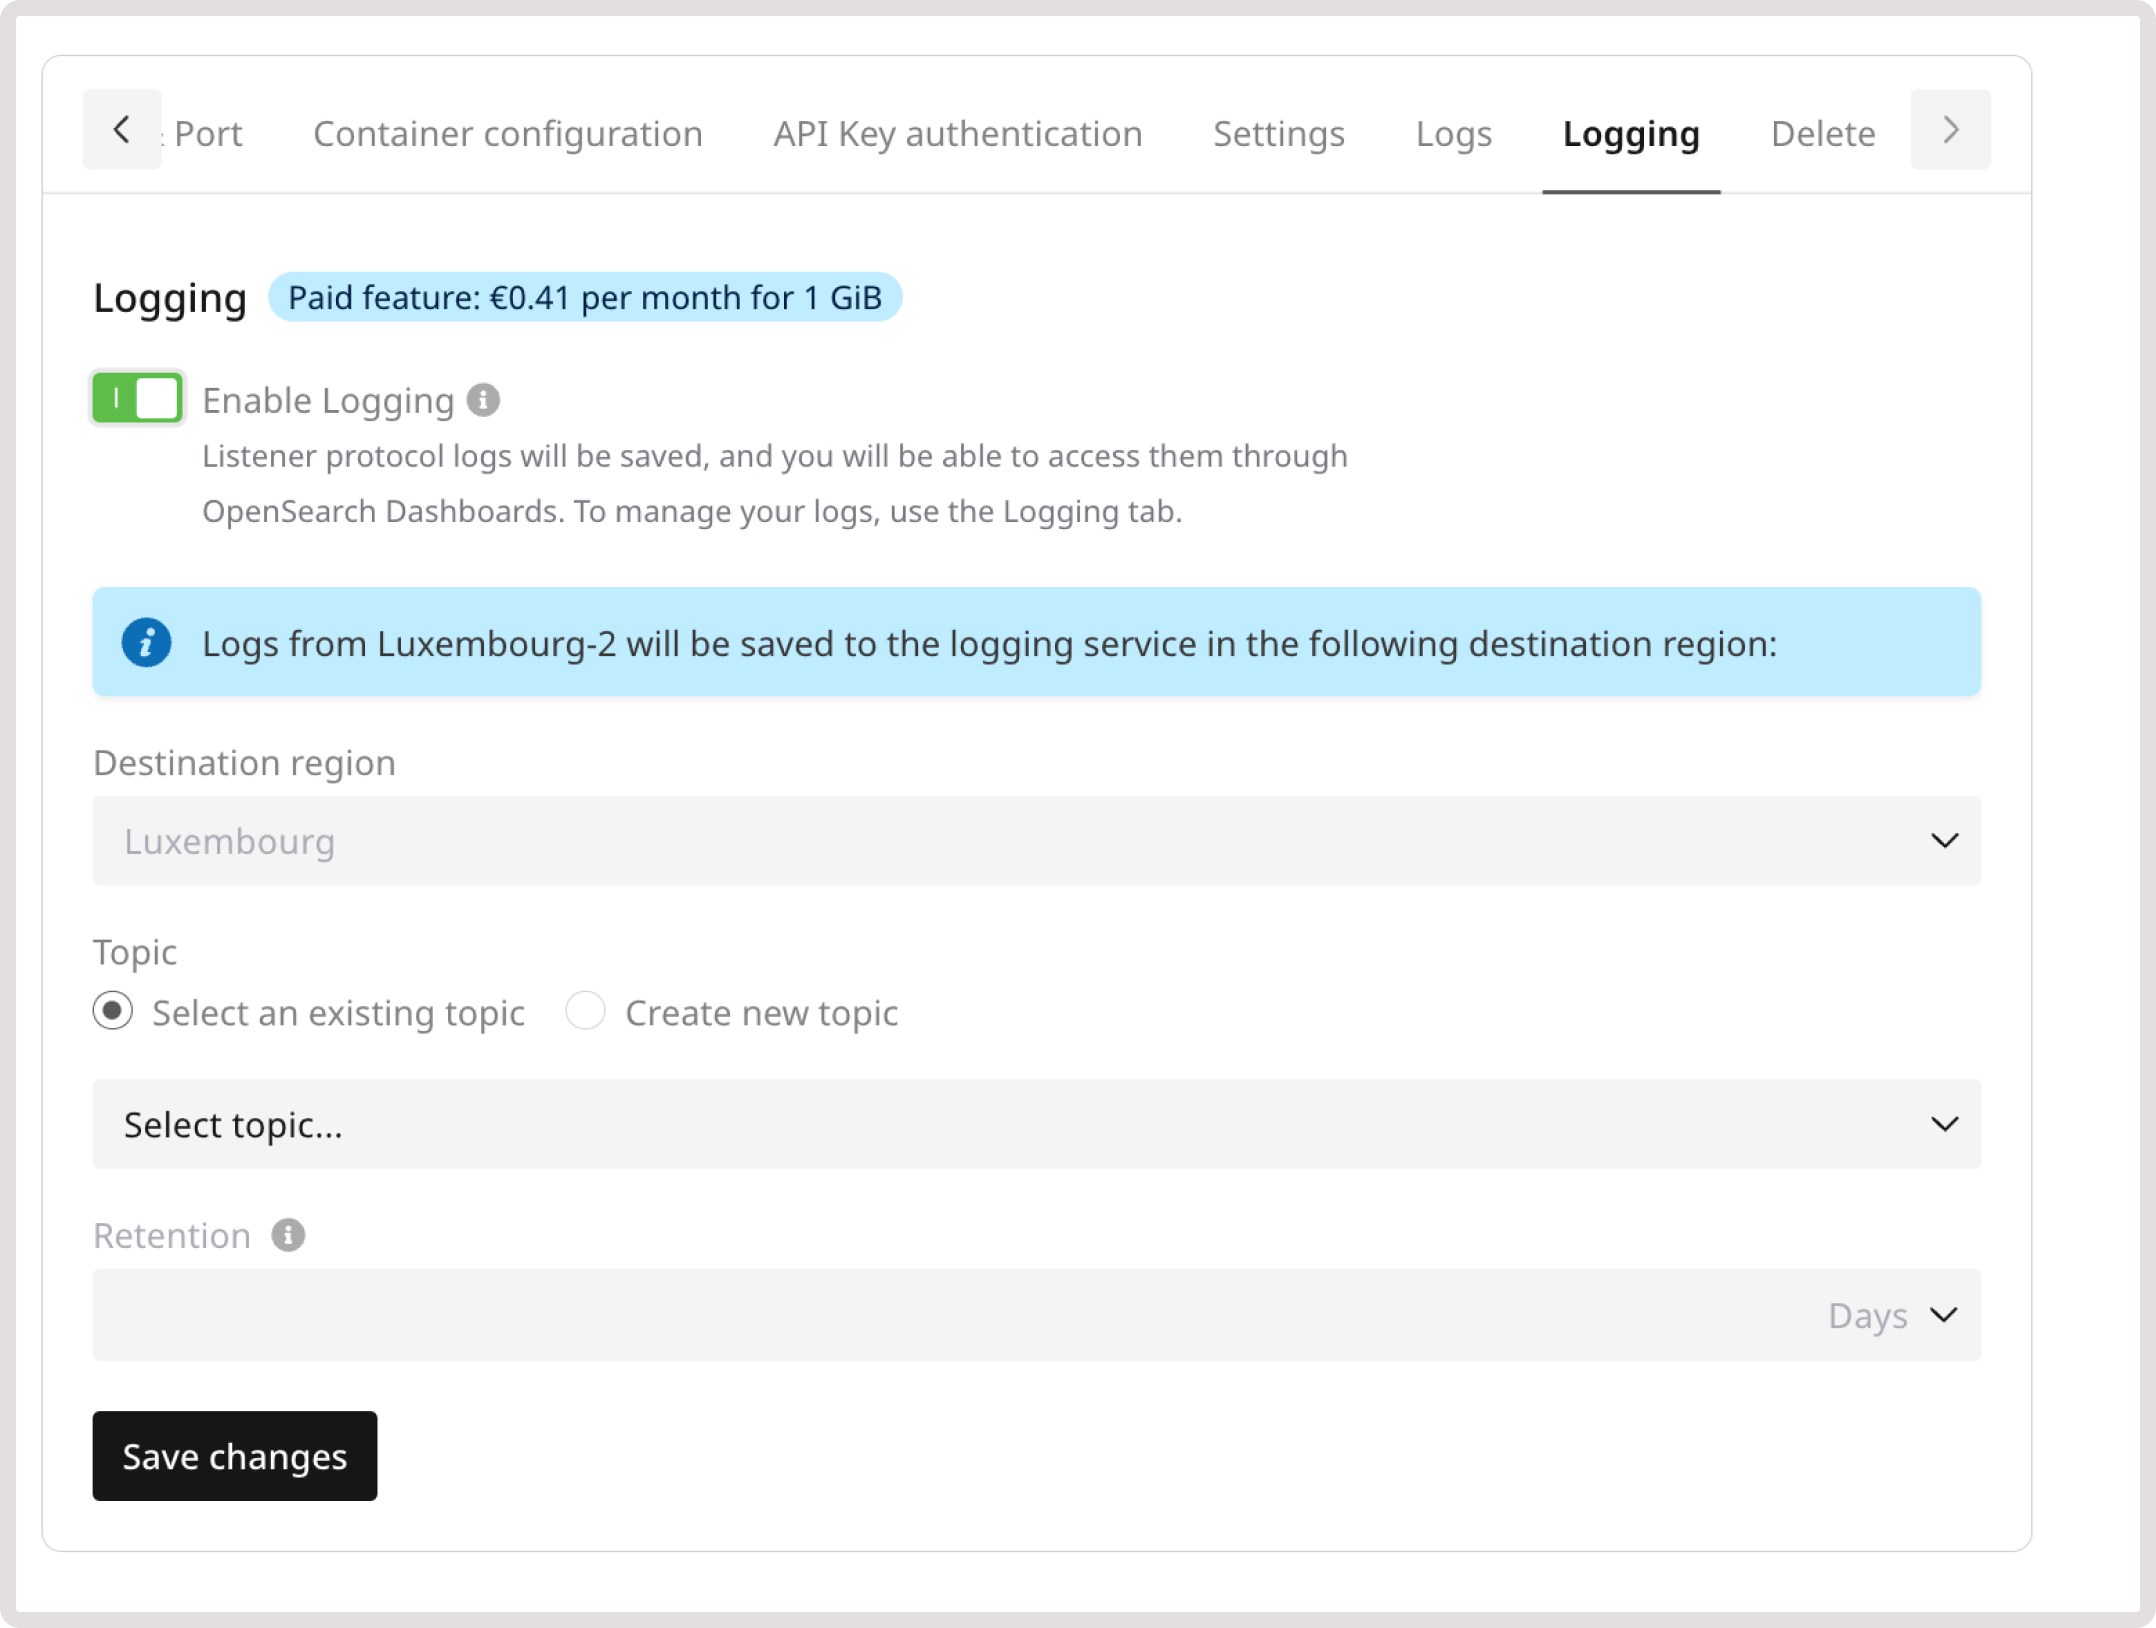 Port Container configuration API Key authentication Settings Logs Logging Delete
Logging Paid feature: €0.41 per month for 1 GiB
Enable Logging
Listener protocol logs will be saved, and you will be able to access them through
OpenSearch Dashboards. To manage your logs, use the Logging tab.
Logs from Luxembourg-2 will be saved to the logging service in the following destination region:
Destination region
Luxembourg
Topic
Select an existing topic Create new topic
Select topic...
Retention
Days
Save changes